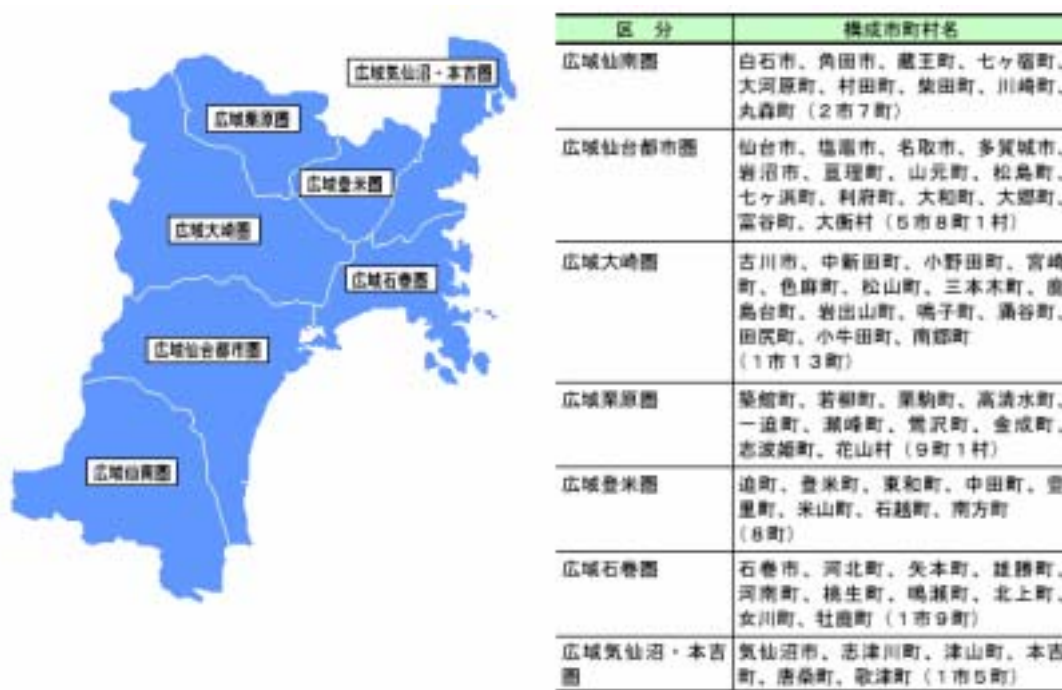 広域気仙沼・本吉圏
広域栗原圏
広域登米圏
広域大崎圏
広域石巻圏
広域仙台都市圏
広域仙南圏
区 分
構成市町村名
広域仙南圏
白石市、角田市、蔵王町、七ヶ宿町、
大河原町、村田町、柴田町、川崎町、
丸森町（２市７町）
広域仙台都市圏
仙台市、塩竈市、名取市、多賀城市、
岩沼市、亘理町、山元町、松島町、
七ヶ浜町、利府町、大和町、大郷町、
富谷町、大衡村（５市８町１村）
広域大崎圏
古川市、中新田町、小野田町、宮崎
町、色麻町、松山町、三本木町、鹿
島台町、岩出山町、鳴子町、涌谷町、
田尻町、小牛田町、南郷町
（１市１３町）
広域栗原圏
築館町、若柳町、栗駒町、高清水町、
一迫町、瀬峰町、鶯沢町、金成町、
志波姫町、花山村（９町１村）
広域登米圏
迫町、登米町、東和町、中田町、豊
里町、米山町、石越町、南方町
（８町）
広域石巻圏
石巻市、河北町、矢本町、雄勝町、
河南町、桃生町、鳴瀬町、北上町、
女川町、牡鹿町（１市９町）
広域気仙沼・本吉
圏
気仙沼市、志津川町、津山町、本吉
町、唐桑町、歌津町（１市５町）